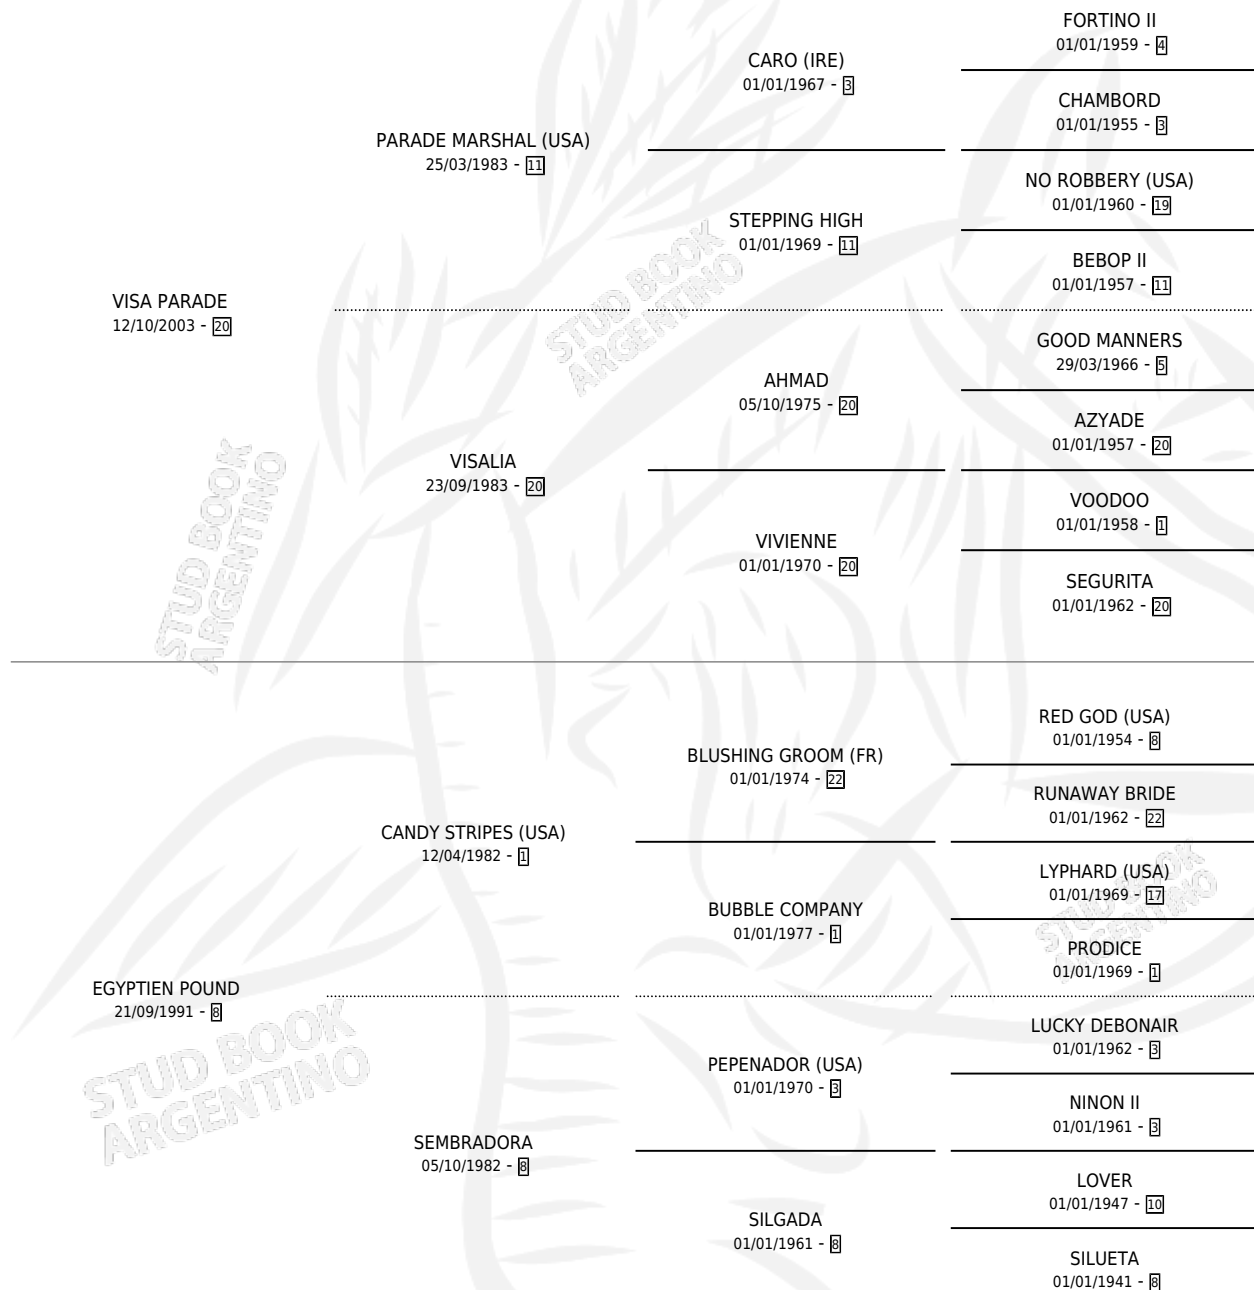 FORTINO II
01/01/1959 - 4
CARO (IRE)
01/01/1967 - 3
CHAMBORD
01/01/1955 - 3
PARADE MARSHAL (USA)
25/03/1983 - 11
NO ROBBERY (USA)
01/01/1960 - 19
STEPPING HIGH
01/01/1969 - 11
BEBOP II
01/01/1957 - 11
VISA PARADE
12/10/2003 - 20
GOOD MANNERS
29/03/1966 - 5
AHMAD
05/10/1975 - 20
AZYADE
01/01/1957 - 20
VISALIA
23/09/1983 - 20
VOODOO
01/01/1958 - 1
VIVIENNE
01/01/1970 - 20
SEGURITA
01/01/1962 - 20
STUD BOOK
ARGENTINO
STUD BOOK
ARGENTINO
RED GOD (USA)
01/01/1954 - 8
BLUSHING GROOM (FR)
01/01/1974 - 22
RUNAWAY BRIDE
01/01/1962 - 22
CANDY STRIPES (USA)
12/04/1982 - 1
LYPHARD (USA)
01/01/1969 - 17
BUBBLE COMPANY
01/01/1977 - 1
PRODICE
01/01/1969 - 1
EGYPTIEN POUND
21/09/1991 - 8
LUCKY DEBONAIR
01/01/1962 - 3
PEPENADOR (USA)
01/01/1970 - 3
NINON II
01/01/1961 - 3
SEMBRADORA
05/10/1982 - 8
LOVER
01/01/1947 - 10
SILGADA
01/01/1961 - 8
SILUETA
01/01/1941 - 8
STUD BOOK
ARGENTINO
STUD BOOK
ARGENTINO